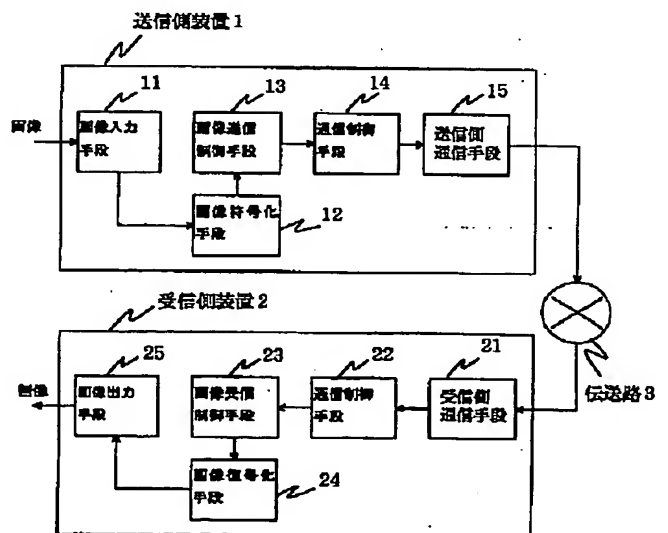 送信側装置1
11
13
14
15
画像
画像入力
手段
画像送信
制御手段
通信制御
手段
送信側
通信手段
画像符号化
手段
12
受信側装置2
伝送路3
25
23
22
21
画像
画像出力
手段
画像受信
制御手段
通信制御
手段
受信側
通信手段
画像復号化
手段
24